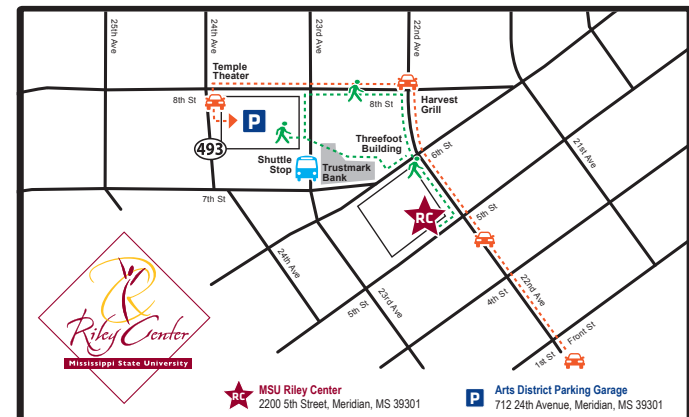 25th Ave
24th Ave
23rd Ave
22nd Ave
Temple
Theater
8th St
8th St
Harvest
Grill
P
Threefoot
Building
493
6th St
21st Ave
Shuttle
Stop
Trustmark
Bank
7th St
RC
5th St
24th Ave
23rd Ave
22nd Ave
4th St
5th St
Front St
1st St
Riley Center
Mississippi State University
RC
MSU Riley Center
2200 5th Street, Meridian, MS 39301
P
Arts District Parking Garage
712 24th Avenue, Meridian, MS 39301